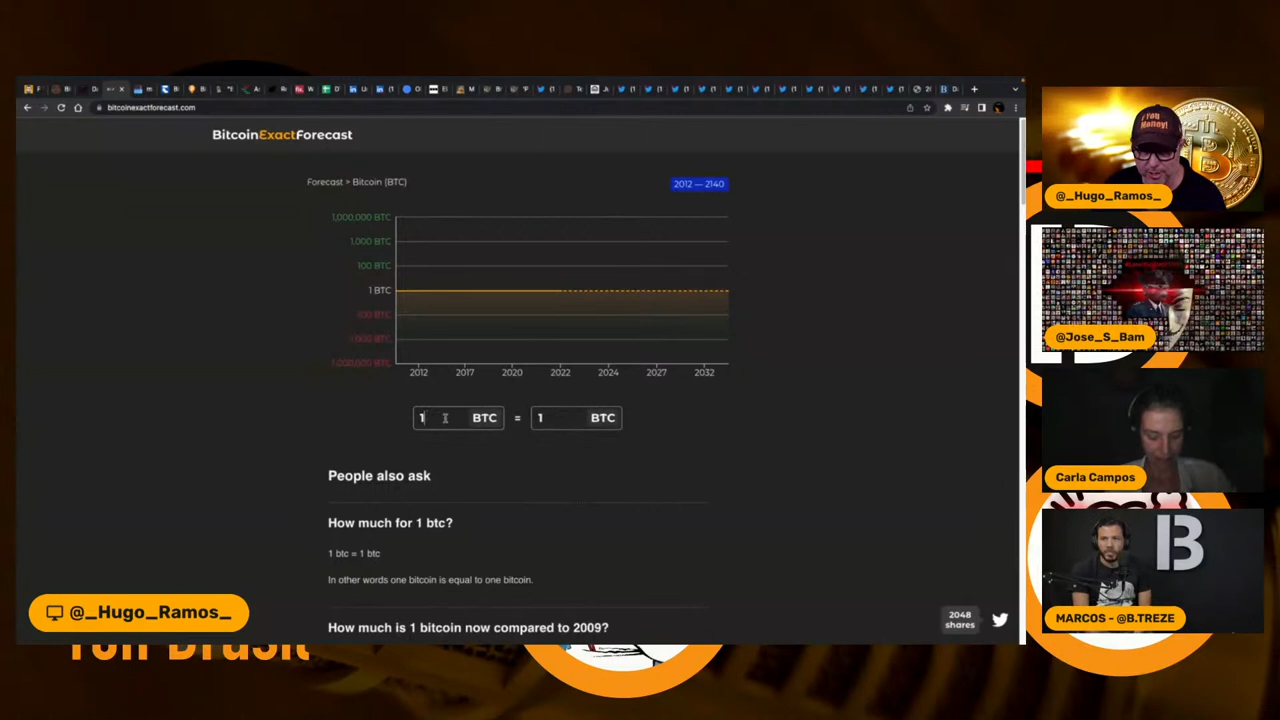 bitcoinexactforecast.com
BitcoinExactForecast
Forecast > Bitcoin (BTC)
2012 — 2140
1,000,000 BTC
1,000 BTC
100 BTC
1 BTC
2012 2017 2020 2022 2024 2027 2032
1 BTC = 1 BTC
People also ask
How much for 1 btc?
1 btc = 1 btc
In other words one bitcoin is equal to one bitcoin.
How much is 1 bitcoin now compared to 2009?
2048
shares
@_Hugo_Ramos_
You
Money!
@_Hugo_Ramos_
@Jose_S_Bam
Carla Campos
B
MARCOS - @B.TREZE